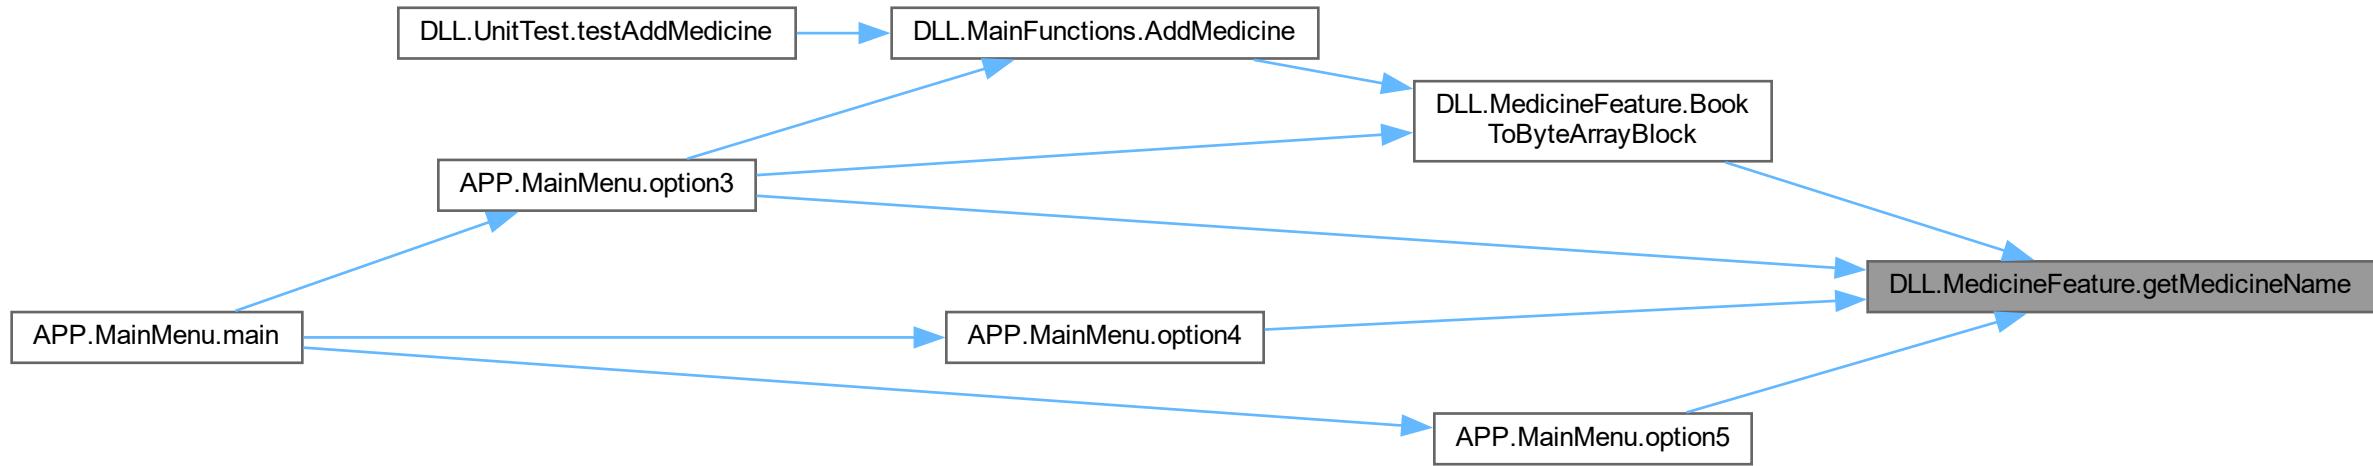 DLL.UnitTest.testAddMedicine
DLL.MainFunctions.AddMedicine
DLL.MedicineFeature.Book
ToByteArrayBlock
APP.MainMenu.option3
DLL.MedicineFeature.getMedicineName
APP.MainMenu.main
APP.MainMenu.option4
APP.MainMenu.option5